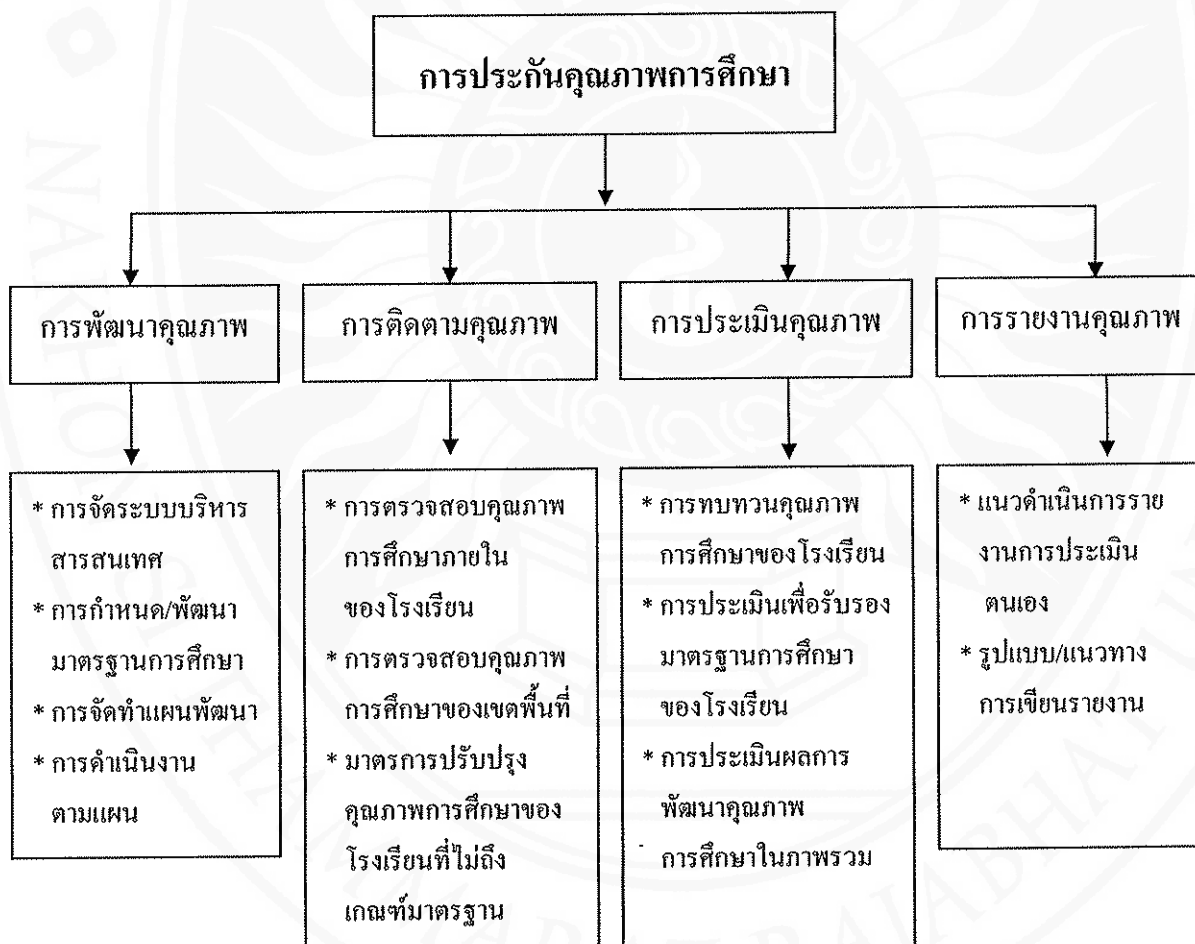 การประกันคุณภาพการศึกษา
การพัฒนาคุณภาพ
การติดตามคุณภาพ
การประเมินคุณภาพ
การรายงานคุณภาพ
* การจัดระบบบริหาร
สารสนเทศ
* การกำหนด/พัฒนา
มาตรฐานการศึกษา
* การจัดทำแผนพัฒนา
* การดำเนินงาน
ตามแผน
* การตรวจสอบคุณภาพ
การศึกษาภายใน
ของโรงเรียน
* การตรวจสอบคุณภาพ
การศึกษาของเขตพื้นที่
* มาตรการปรับปรุง
คุณภาพการศึกษาของ
โรงเรียนที่ไม่ถึง
เกณฑ์มาตรฐาน
* การทบทวนคุณภาพ
การศึกษาของโรงเรียน
* การประเมินเพื่อรับรอง
มาตรฐานการศึกษา
ของโรงเรียน
* การประเมินผลการ
พัฒนาคุณภาพ
การศึกษาในภาพรวม
* แนวดำเนินการราย
งานการประเมิน
ตนเอง
* รูปแบบ/แนวทาง
การเขียนรายงาน